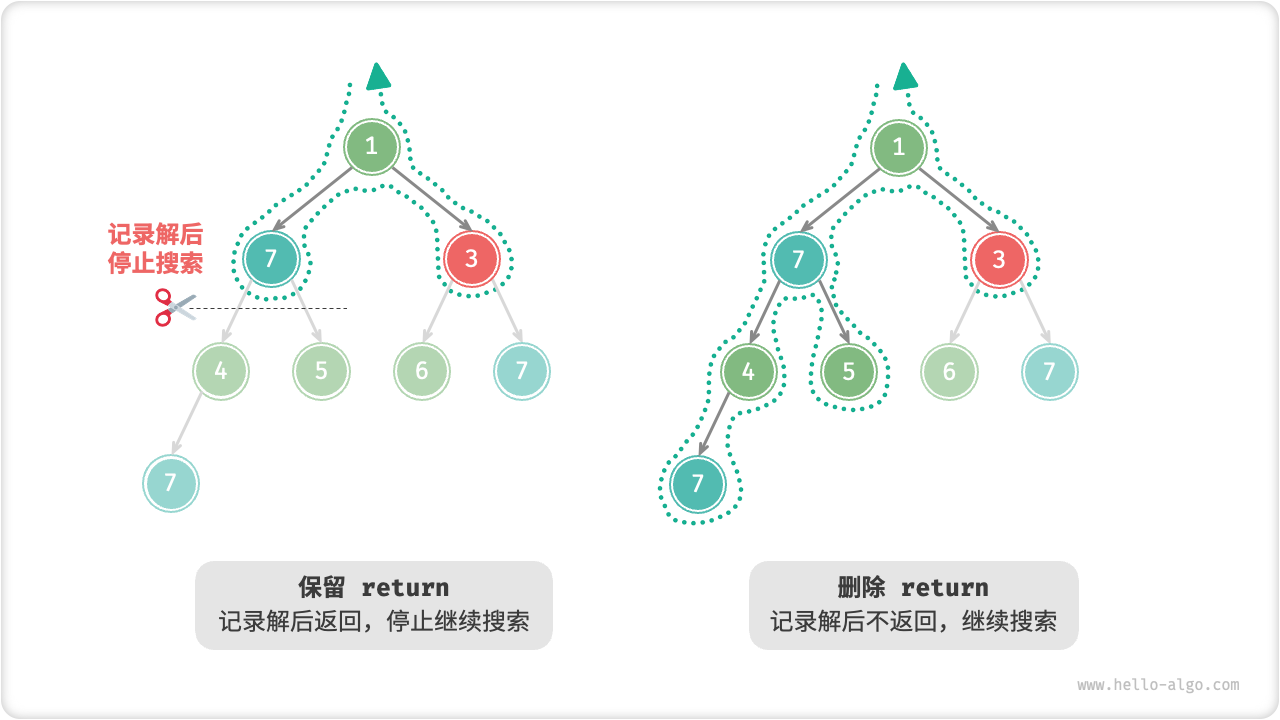 1
记录解后
停止搜索
7
3
4
5
6
7
7
保留 return
记录解后返回，停止继续搜索
1
7
3
4
5
6
7
7
删除 return
记录解后不返回，继续搜索
www.hello-algo.com